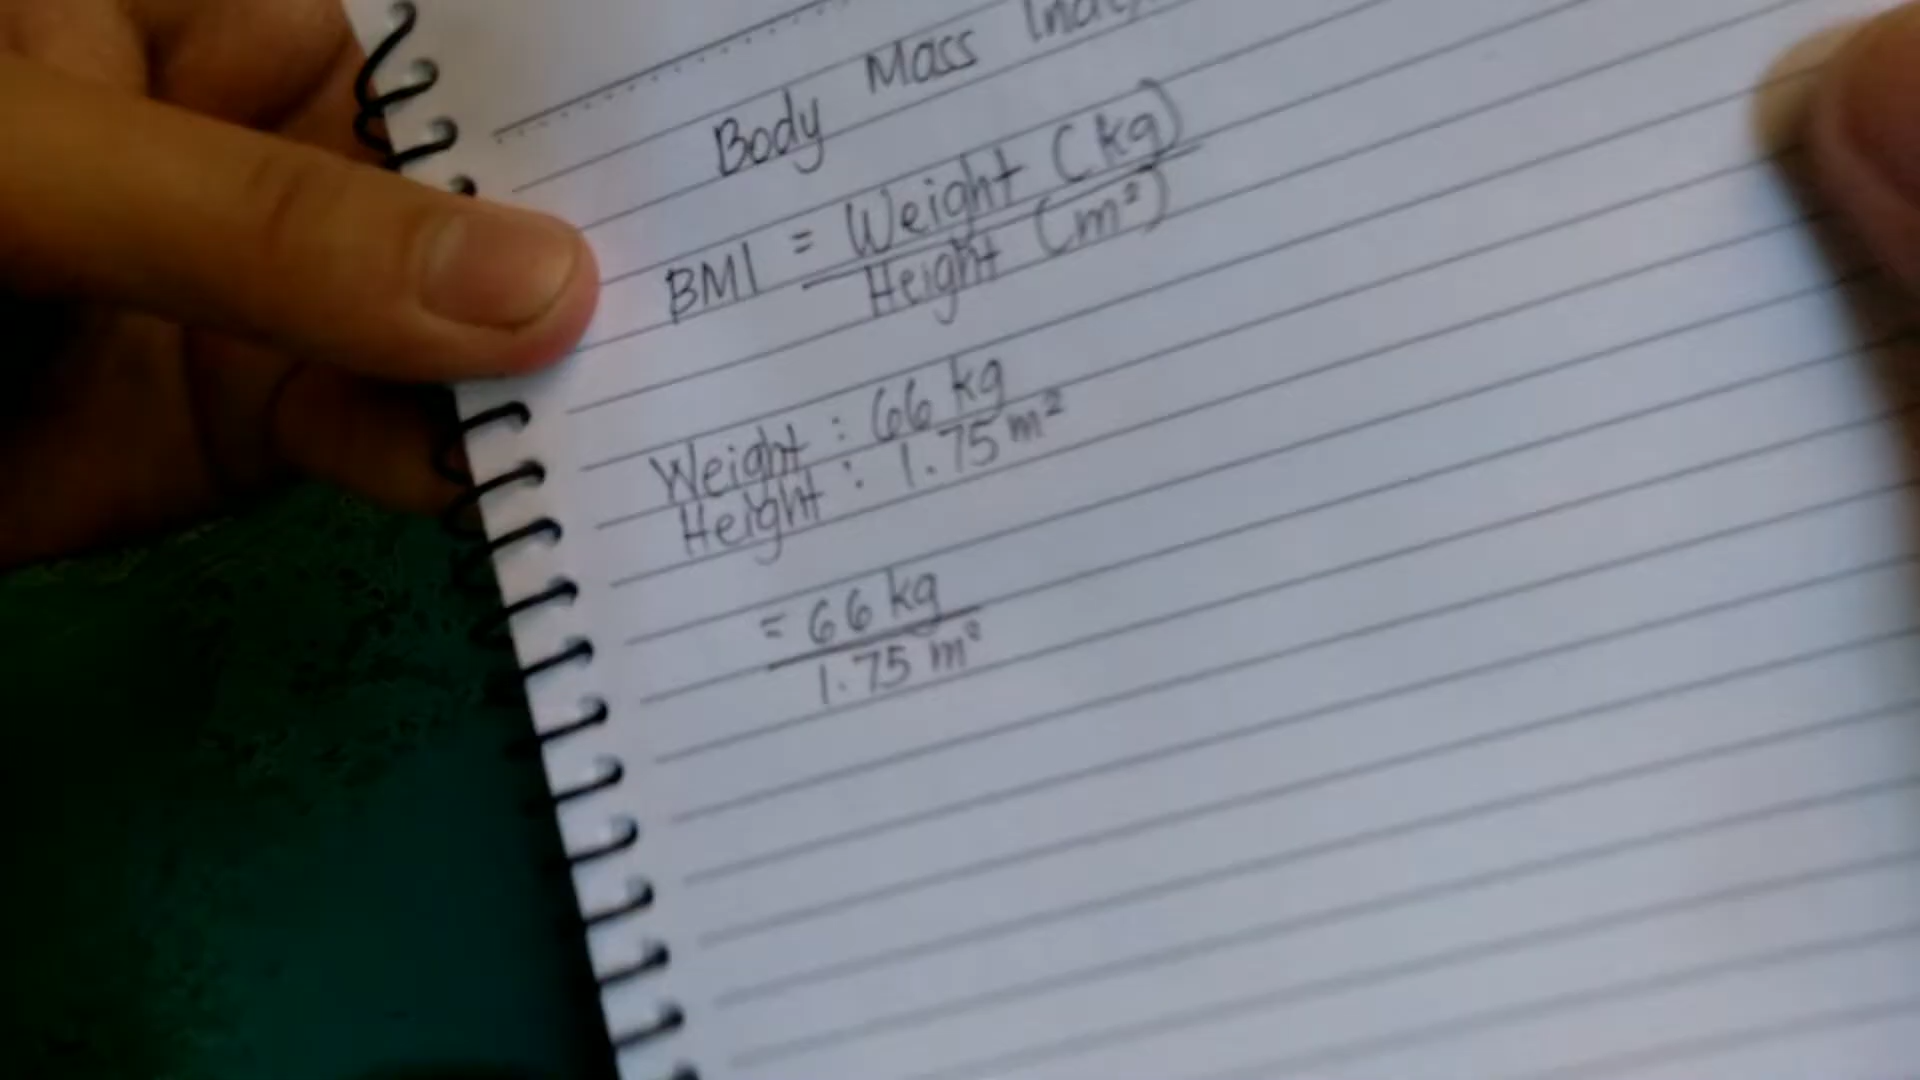 Body Mass
BMI = Weight (kg)
Height (m²)
Weight : 66 kg
Height : 1.75 m²
= 66 kg
1.75 m²